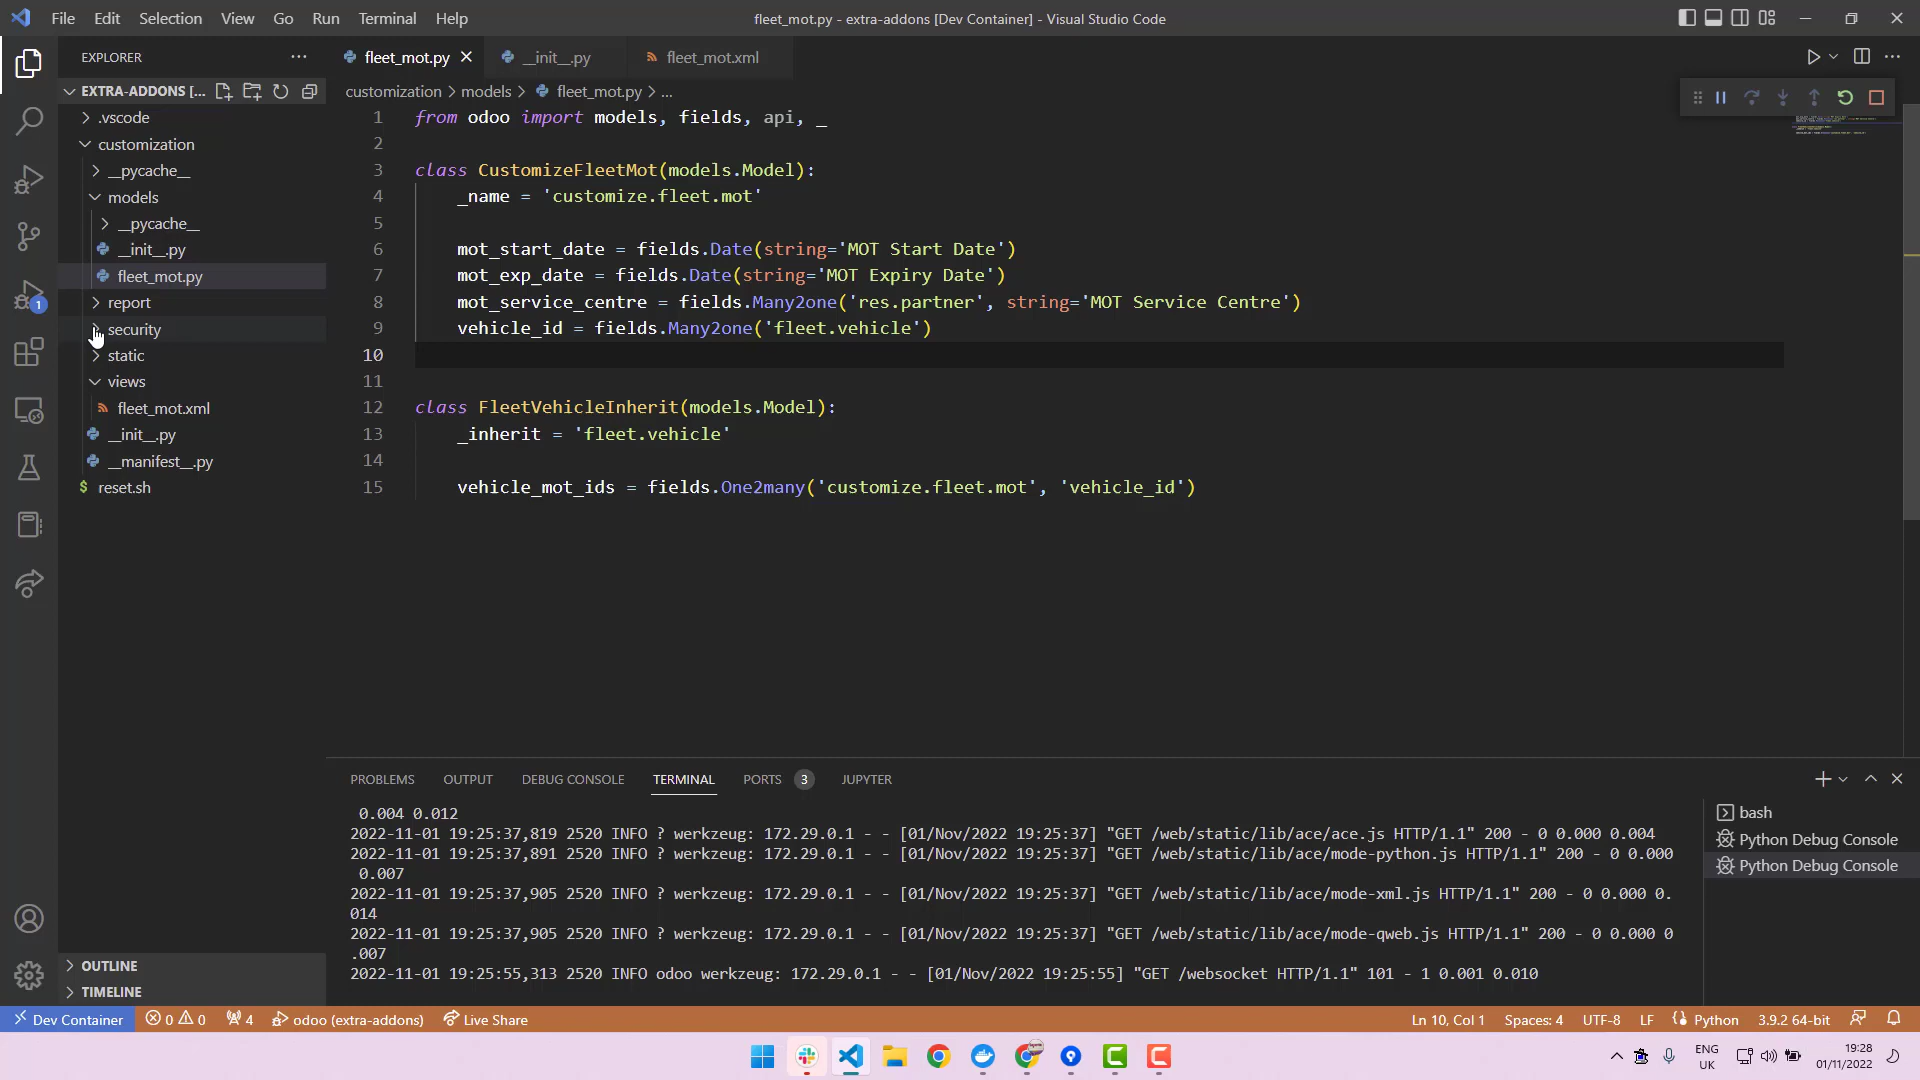 File Edit Selection View Go Run Terminal Help
fleet_mot.py - extra-addons [Dev Container] - Visual Studio Code
EXPLORER
fleet_mot.py
__init__.py
fleet_mot.xml
EXTRA-ADDONS [...
customization > models > fleet_mot.py > ...
.vscode
customization
__pycache__
models
__pycache__
__init__.py
fleet_mot.py
report
security
static
views
fleet_mot.xml
__init__.py
__manifest__.py
reset.sh
OUTLINE
TIMELINE
1 from odoo import models, fields, api, _
2
3 class CustomizeFleetMot(models.Model):
4 _name = 'customize.fleet.mot'
5
6 mot_start_date = fields.Date(string='MOT Start Date')
7 mot_exp_date = fields.Date(string='MOT Expiry Date')
8 mot_service_centre = fields.Many2one('res.partner', string='MOT Service Centre')
9 vehicle_id = fields.Many2one('fleet.vehicle')
10
11
12 class FleetVehicleInherit(models.Model):
13 _inherit = 'fleet.vehicle'
14
15 vehicle_mot_ids = fields.One2many('customize.fleet.mot', 'vehicle_id')
1
PROBLEMS OUTPUT DEBUG CONSOLE TERMINAL PORTS 3 JUPYTER
0.004 0.012
2022-11-01 19:25:37,819 2520 INFO ? werkzeug: 172.29.0.1 - - [01/Nov/2022 19:25:37] "GET /web/static/lib/ace/ace.js HTTP/1.1" 200 - 0 0.000 0.004
2022-11-01 19:25:37,891 2520 INFO ? werkzeug: 172.29.0.1 - - [01/Nov/2022 19:25:37] "GET /web/static/lib/ace/mode-python.js HTTP/1.1" 200 - 0 0.000
0.007
2022-11-01 19:25:37,905 2520 INFO ? werkzeug: 172.29.0.1 - - [01/Nov/2022 19:25:37] "GET /web/static/lib/ace/mode-xml.js HTTP/1.1" 200 - 0 0.000 0.
014
2022-11-01 19:25:37,905 2520 INFO ? werkzeug: 172.29.0.1 - - [01/Nov/2022 19:25:37] "GET /web/static/lib/ace/mode-qweb.js HTTP/1.1" 200 - 0 0.000 0
.007
2022-11-01 19:25:55,313 2520 INFO odoo werkzeug: 172.29.0.1 - - [01/Nov/2022 19:25:55] "GET /websocket HTTP/1.1" 101 - 1 0.001 0.010
bash
Python Debug Console
Python Debug Console
Dev Container 0 0 4 odoo (extra-addons) Live Share Ln 10, Col 1 Spaces: 4 UTF-8 LF Python 3.9.2 64-bit
ENG
UK
19:28
01/11/2022